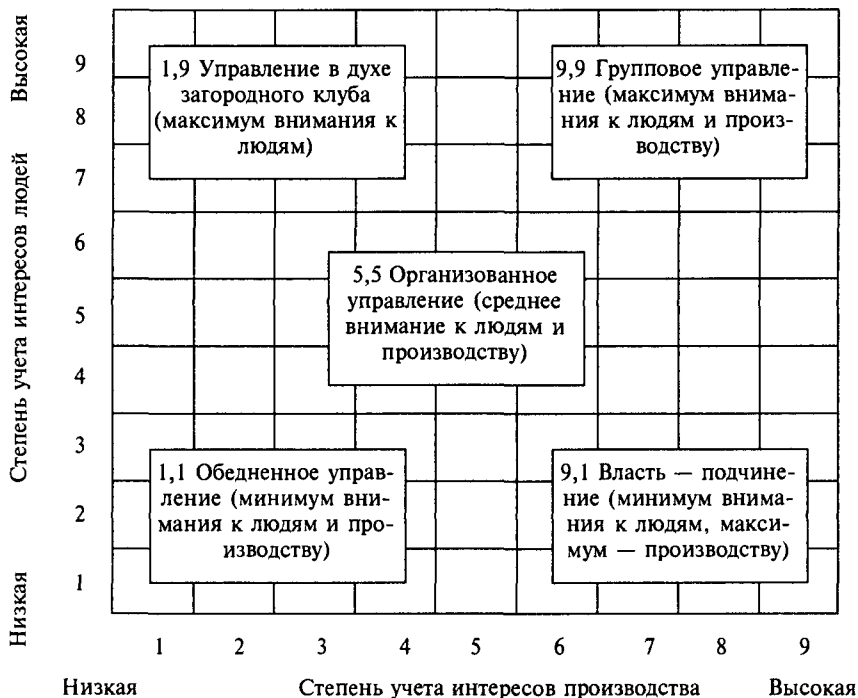 Высокая
Степень учета интересов людей
Низкая
9
8
7
6
5
4
3
2
1
1,9 Управление в духе
загородного клуба
(максимум внимания к
людям)
9,9 Групповое управле-
ние (максимум внима-
ния к людям и произ-
водству)
5,5 Организованное
управление (среднее
внимание к людям и
производству)
1,1 Обедненное управ-
ление (минимум вни-
мания к людям и про-
изводству)
9,1 Власть — подчине-
ние (минимум внима-
ния к людям, макси-
мум — производству)
1 2 3 4 5 6 7 8 9
Низкая Степень учета интересов производства Высокая